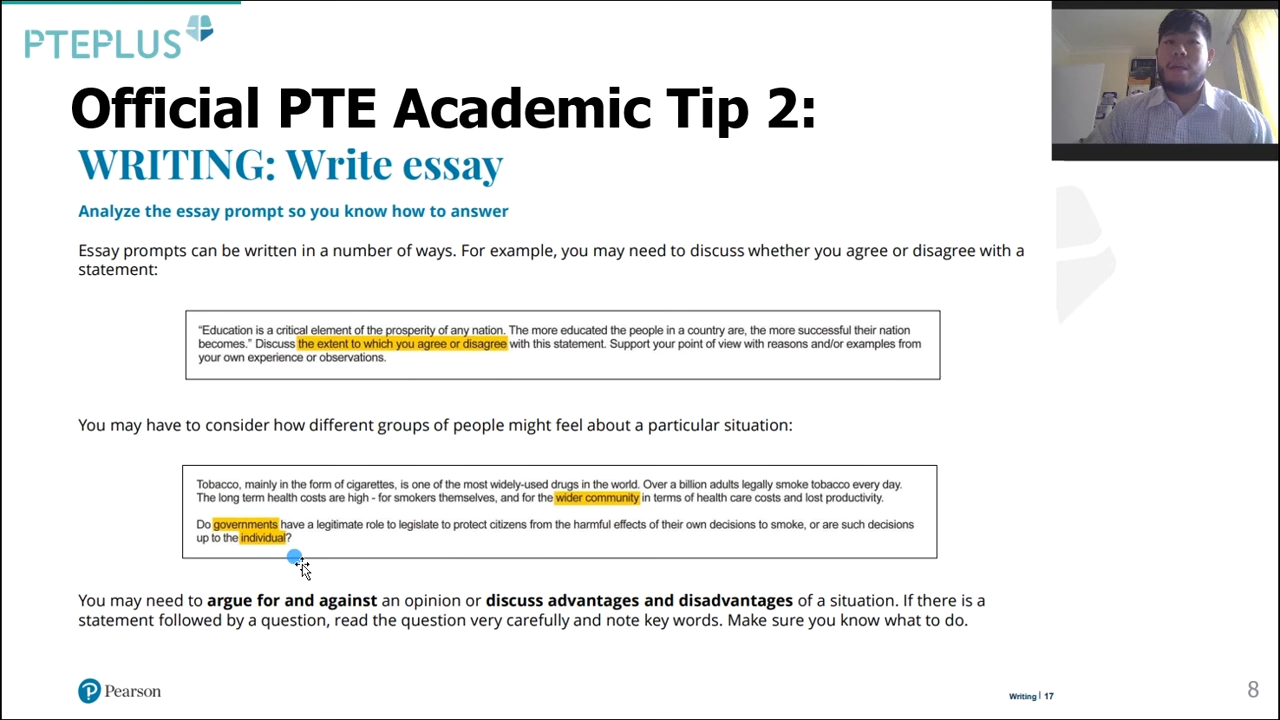 PTEPLUS
Official PTE Academic Tip 2:
WRITING: Write essay
Analyze the essay prompt so you know how to answer
Essay prompts can be written in a number of ways. For example, you may need to discuss whether you agree or disagree with a
statement:
“Education is a critical element of the prosperity of any nation. The more educated the people in a country are, the more successful their nation
becomes.” Discuss the extent to which you agree or disagree with this statement. Support your point of view with reasons and/or examples from
your own experience or observations.
You may have to consider how different groups of people might feel about a particular situation:
Tobacco, mainly in the form of cigarettes, is one of the most widely-used drugs in the world. Over a billion adults legally smoke tobacco every day.
The long term health costs are high - for smokers themselves, and for the wider community in terms of health care costs and lost productivity.
Do governments have a legitimate role to legislate to protect citizens from the harmful effects of their own decisions to smoke, or are such decisions
up to the individual?
You may need to argue for and against an opinion or discuss advantages and disadvantages of a situation. If there is a
statement followed by a question, read the question very carefully and note key words. Make sure you know what to do.
Pearson
Writing | 17
8